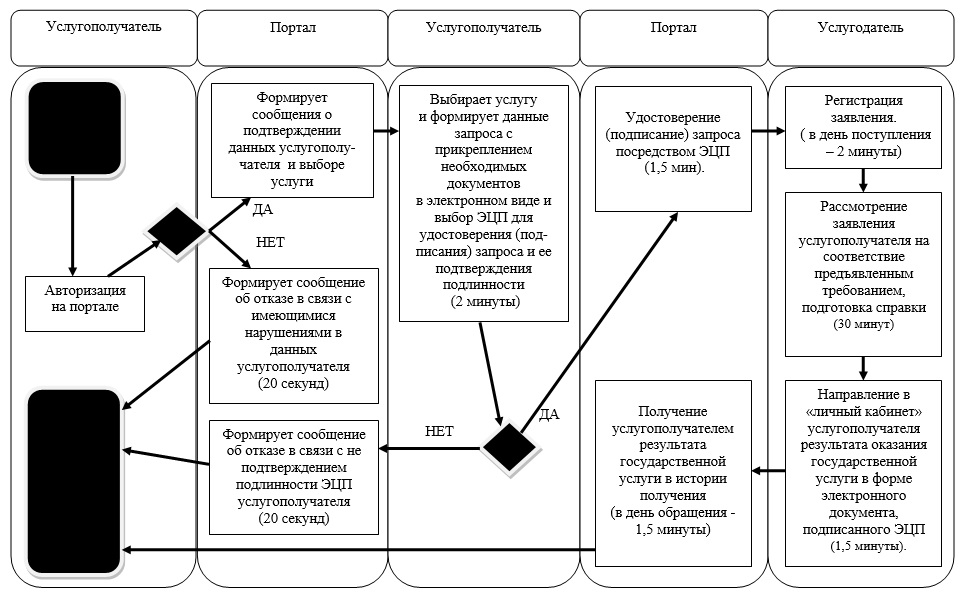 Услугополучатель
Портал
Услугополучатель
Портал
Услугодатель
Авторизация
на портале
Формирует
сообщения о
подтверждении
данных услугополу-
чателя и выборе
услуги
ДА
НЕТ
Формирует сообщение
об отказе в связи с
имеющимися
нарушениями в
данных
услугополучателя
(20 секунд)
Формирует сообщение
об отказе в связи с не
подтверждением
подлинности ЭЦП
услугополучателя
(20 секунд)
Выбирает услугу
и формирует данные
запроса с
прикреплением
необходимых
документов
в электронном виде и
выбор ЭЦП для
удостоверения (под-
писания) запроса и ее
подтверждения
подлинности
(2 минуты)
НЕТ
ДА
Удостоверение
(подписание) запроса
посредством ЭЦП
(1,5 мин).
Получение
услугополучателем
результата
государственной
услуги в истории
получения
(в день обращения -
1,5 минуты)
Регистрация
заявления.
( в день поступления
– 2 минуты)
Рассмотрение
заявления
услугополучателя на
соответствие
предъявленным
требованием,
подготовка справки
(30 минут)
Направление в
«личный кабинет»
услугополучателя
результата оказания
государственной
услуги в форме
электронного
документа,
подписанного ЭЦП
(1,5 минуты).